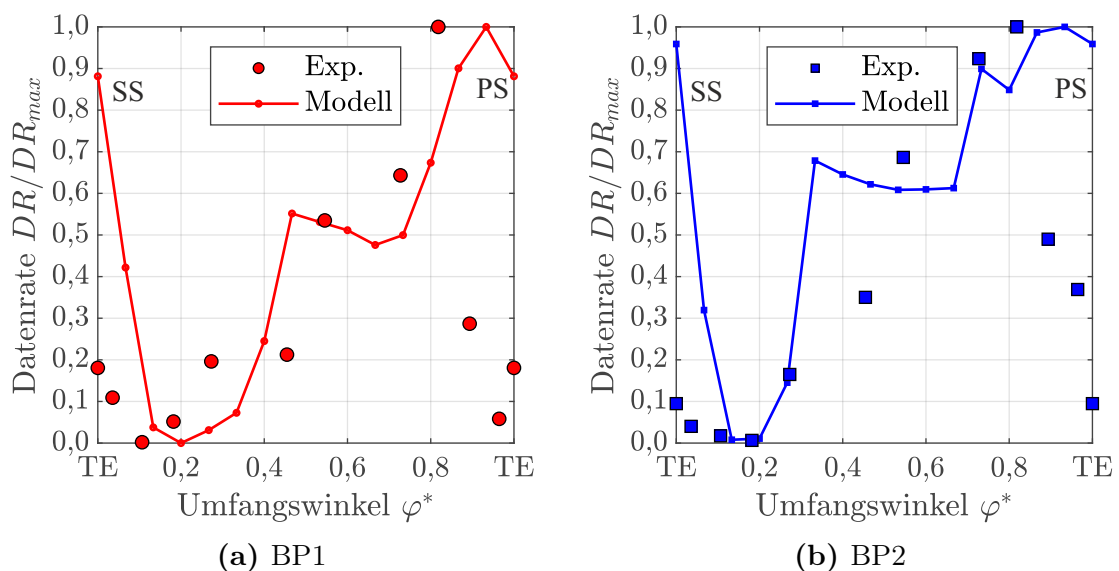 1,0
0,9
0,8
0,7
0,6
0,5
0,4
0,3
0,2
0,1
0,0
Datenrate DR/DR_max
SS
PS
Exp.
Modell
TE 0,2 0,4 0,6 0,8 TE
Umfangswinkel φ*
(a) BP1
1,0
0,9
0,8
0,7
0,6
0,5
0,4
0,3
0,2
0,1
0,0
Datenrate DR/DR_max
SS
PS
Exp.
Modell
TE 0,2 0,4 0,6 0,8 TE
Umfangswinkel φ*
(b) BP2